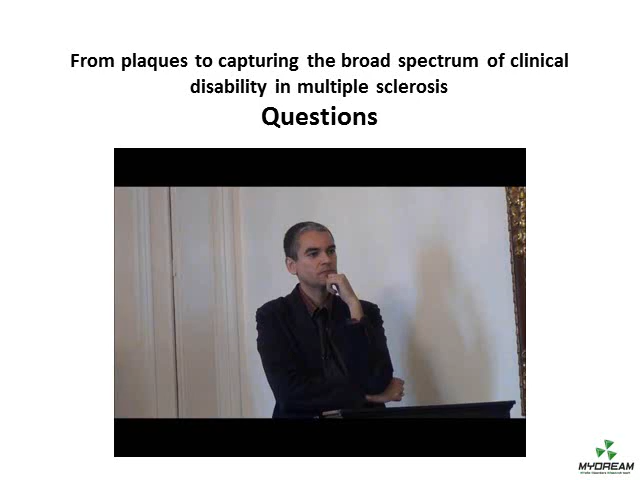 From plaques to capturing the broad spectrum of clinical
disability in multiple sclerosis
Questions
MYDREAM